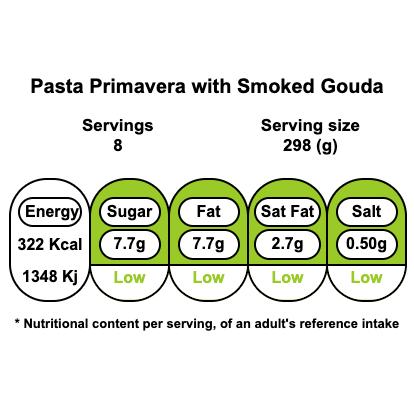 Pasta Primavera with Smoked Gouda
Servings Serving size
8 298 (g)
Energy Sugar Fat Sat Fat Salt
322 Kcal 7.7g 7.7g 2.7g 0.50g
1348 Kj Low Low Low Low
* Nutritional content per serving, of an adult's reference intake